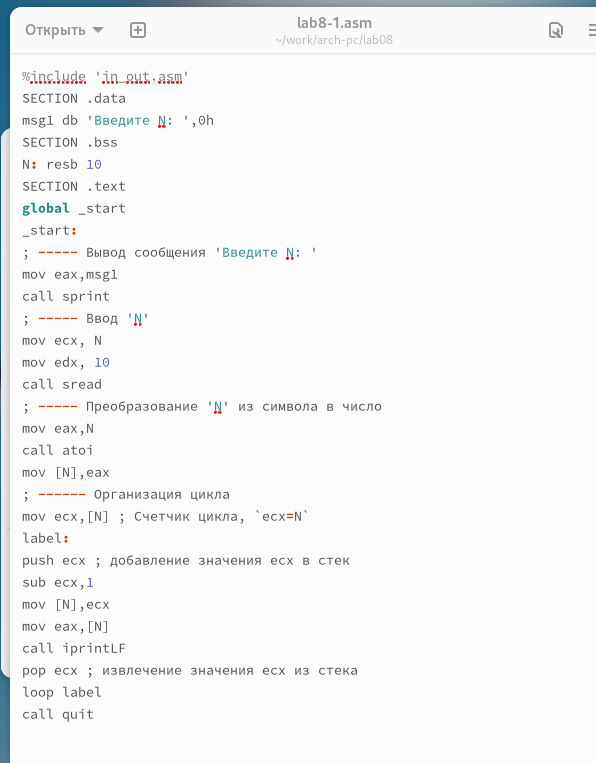 Открыть
lab8-1.asm
~/work/arch-pc/lab08
%include 'in_out.asm'
SECTION .data
msg1 db 'Введите N: ',0h
SECTION .bss
N: resb 10
SECTION .text
global _start
_start:
; ----- Вывод сообщения 'Введите N: '
mov eax,msg1
call sprint
; ----- Ввод 'N'
mov ecx, N
mov edx, 10
call sread
; ----- Преобразование 'N' из символа в число
mov eax,N
call atoi
mov [N],eax
; ------ Организация цикла
mov ecx,[N] ; Счетчик цикла, `ecx=N`
label:
push ecx ; добавление значения ecx в стек
sub ecx,1
mov [N],ecx
mov eax,[N]
call iprintLF
pop ecx ; извлечение значения ecx из стека
loop label
call quit